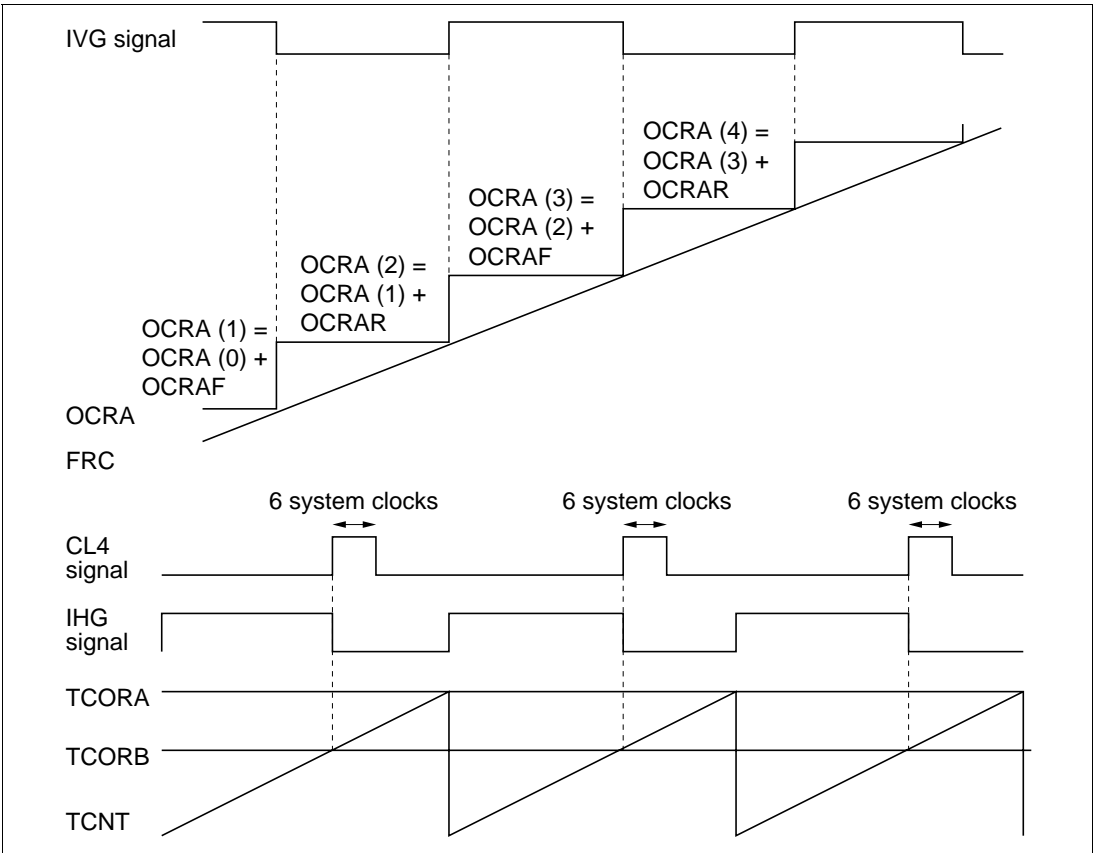 IVG signal
OCRA (4) =
OCRA (3) +
OCRAR
OCRA (3) =
OCRA (2) +
OCRAF
OCRA (2) =
OCRA (1) +
OCRAR
OCRA (1) =
OCRA (0) +
OCRAF
OCRA
FRC
6 system clocks 6 system clocks 6 system clocks
CL4
signal
IHG
signal
TCORA
TCORB
TCNT